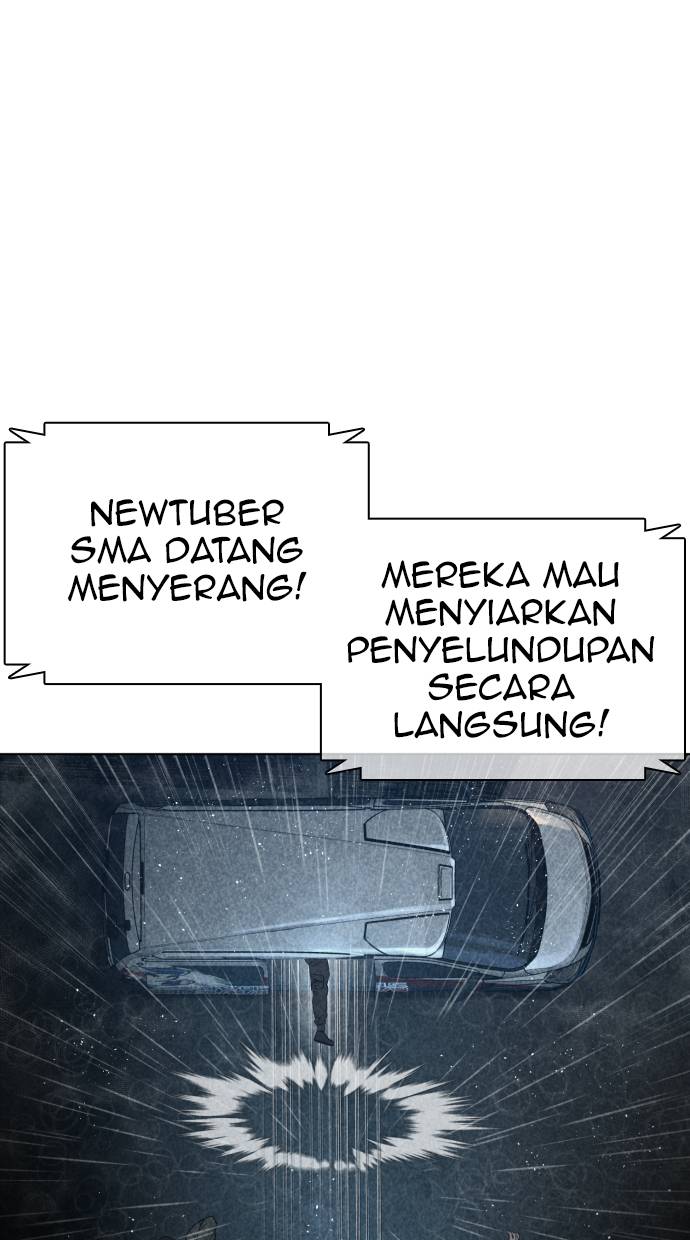 NEWTUBER
SMA DATANG
MENYERANG!
MEREKA MAU
MENYIARKAN
PENYELUNDUPAN
SECARA
LANGSUNG!